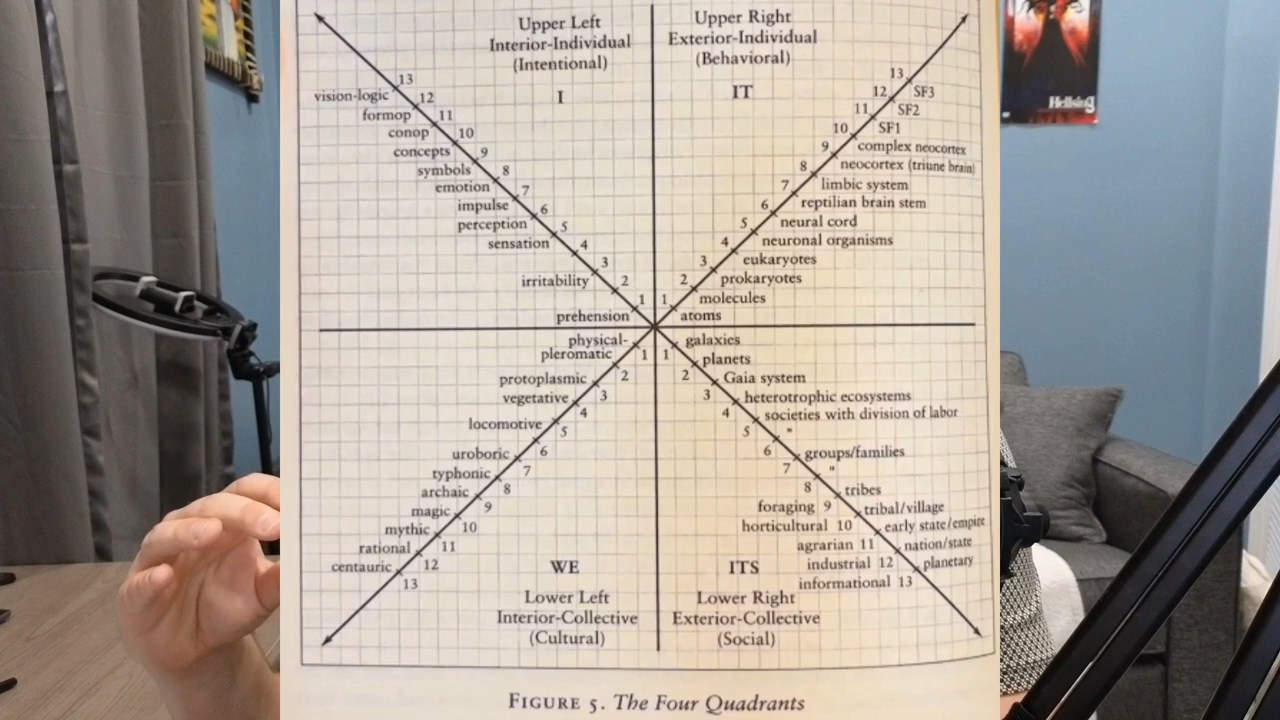 Upper Left
Interior-Individual
(Intentional)
I
Upper Right
Exterior-Individual
(Behavioral)
IT
13
vision-logic
12
formop
11
conop
10
concepts
9
symbols
8
emotion
7
impulse
6
perception
5
sensation
4
3
irritability
2
1
prehension
13
12 SF3
11 SF2
10 SF1
9 complex neocortex
8 neocortex (triune brain)
7 limbic system
6 reptilian brain stem
5 neural cord
4 neuronal organisms
3 eukaryotes
2 prokaryotes
1 molecules
atoms
physical-
pleromatic
1
protoplasmic
2
vegetative
3
4
locomotive
5
6
uroboric
7
typhonic
8
archaic
9
magic
10
mythic
11
rational
12
centauric
13
WE
Lower Left
Interior-Collective
(Cultural)
galaxies
1
planets
2
Gaia system
3
heterotrophic ecosystems
4
societies with division of labor
5
"
6
groups/families
7
"
8
tribes
foraging 9 tribal/village
horticultural 10 early state/empire
agrarian 11 nation/state
industrial 12 planetary
informational 13
ITS
Lower Right
Exterior-Collective
(Social)
FIGURE 5. The Four Quadrants
Hellsing